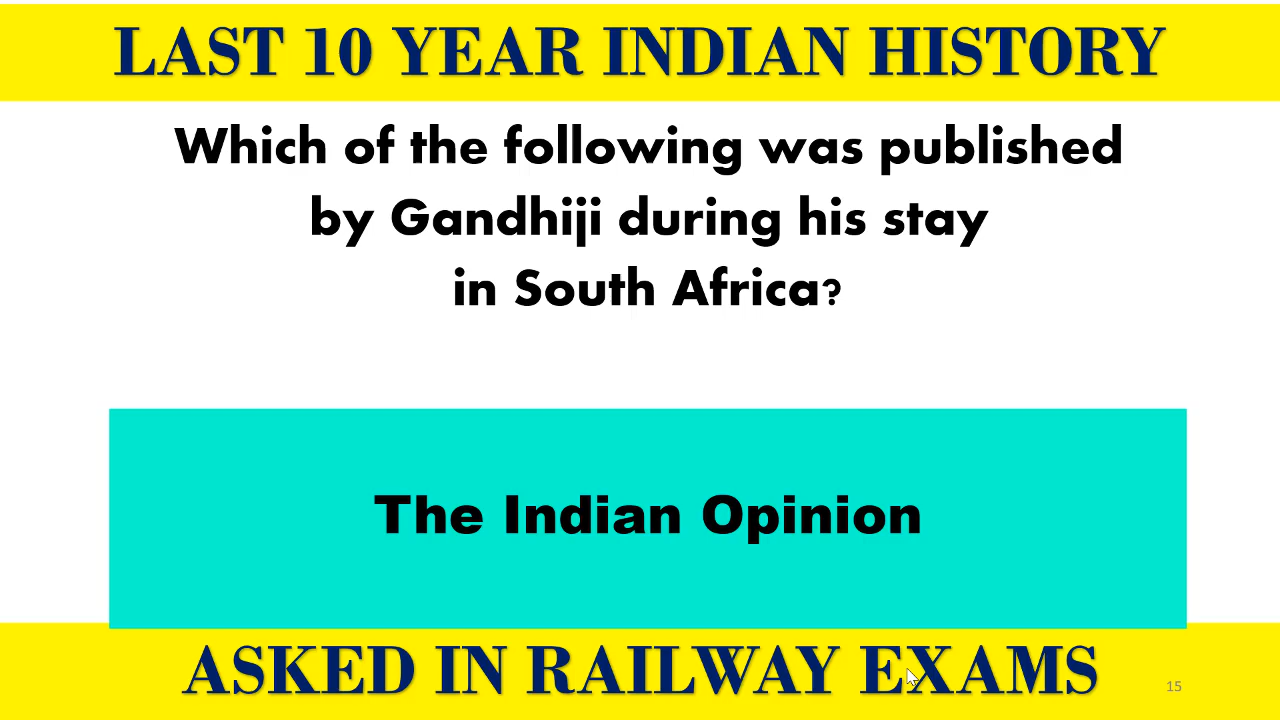 LAST 10 YEAR INDIAN HISTORY
Which of the following was published
by Gandhiji during his stay
in South Africa?
The Indian Opinion
ASKED IN RAILWAY EXAMS
15